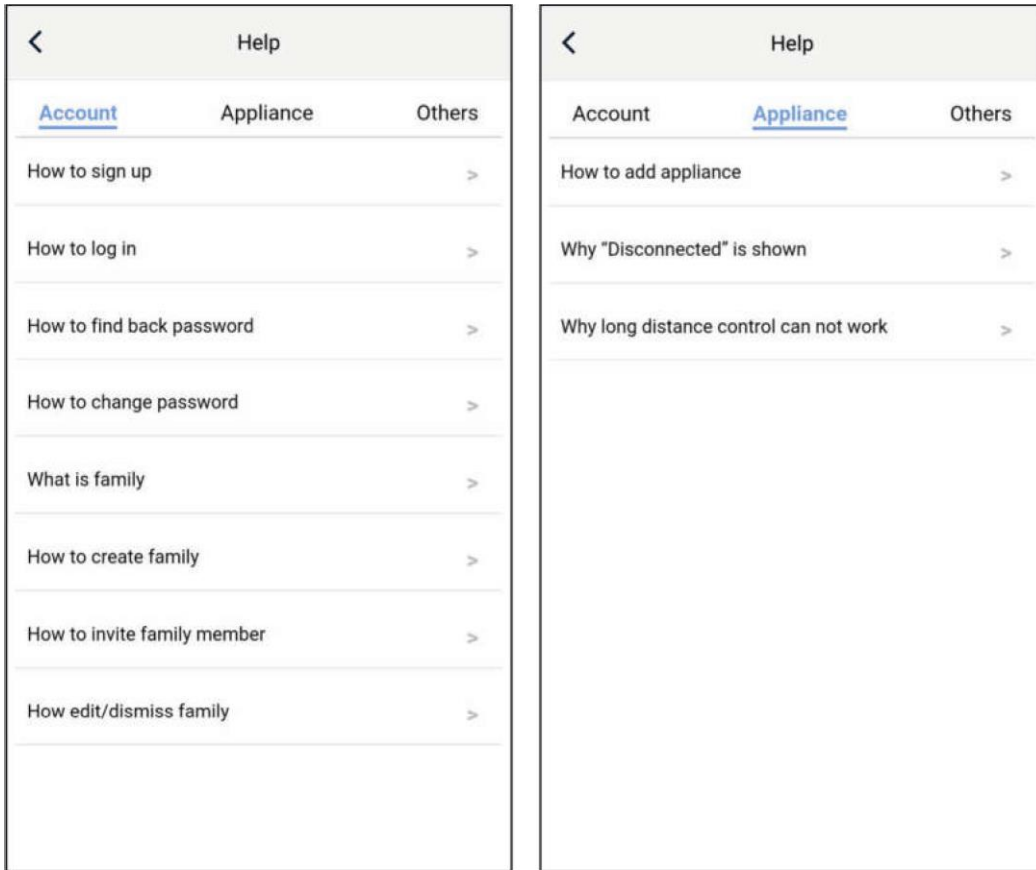 Help
Account Appliance Others
How to sign up >
How to log in >
How to find back password >
How to change password >
What is family >
How to create family >
How to invite family member >
How edit/dismiss family >
Help
Account Appliance Others
How to add appliance >
Why “Disconnected” is shown >
Why long distance control can not work >